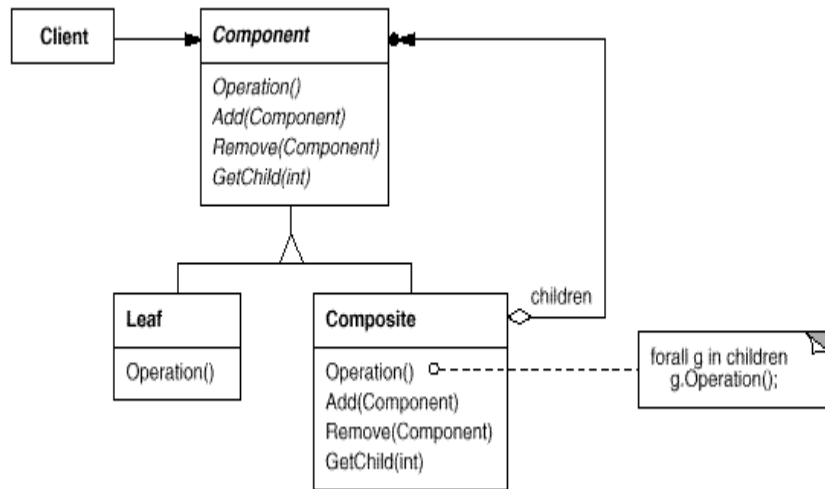 Client
Component
Operation()
Add(Component)
Remove(Component)
GetChild(int)
children
Leaf
Operation()
Composite
Operation()
Add(Component)
Remove(Component)
GetChild(int)
forall g in children
g.Operation();